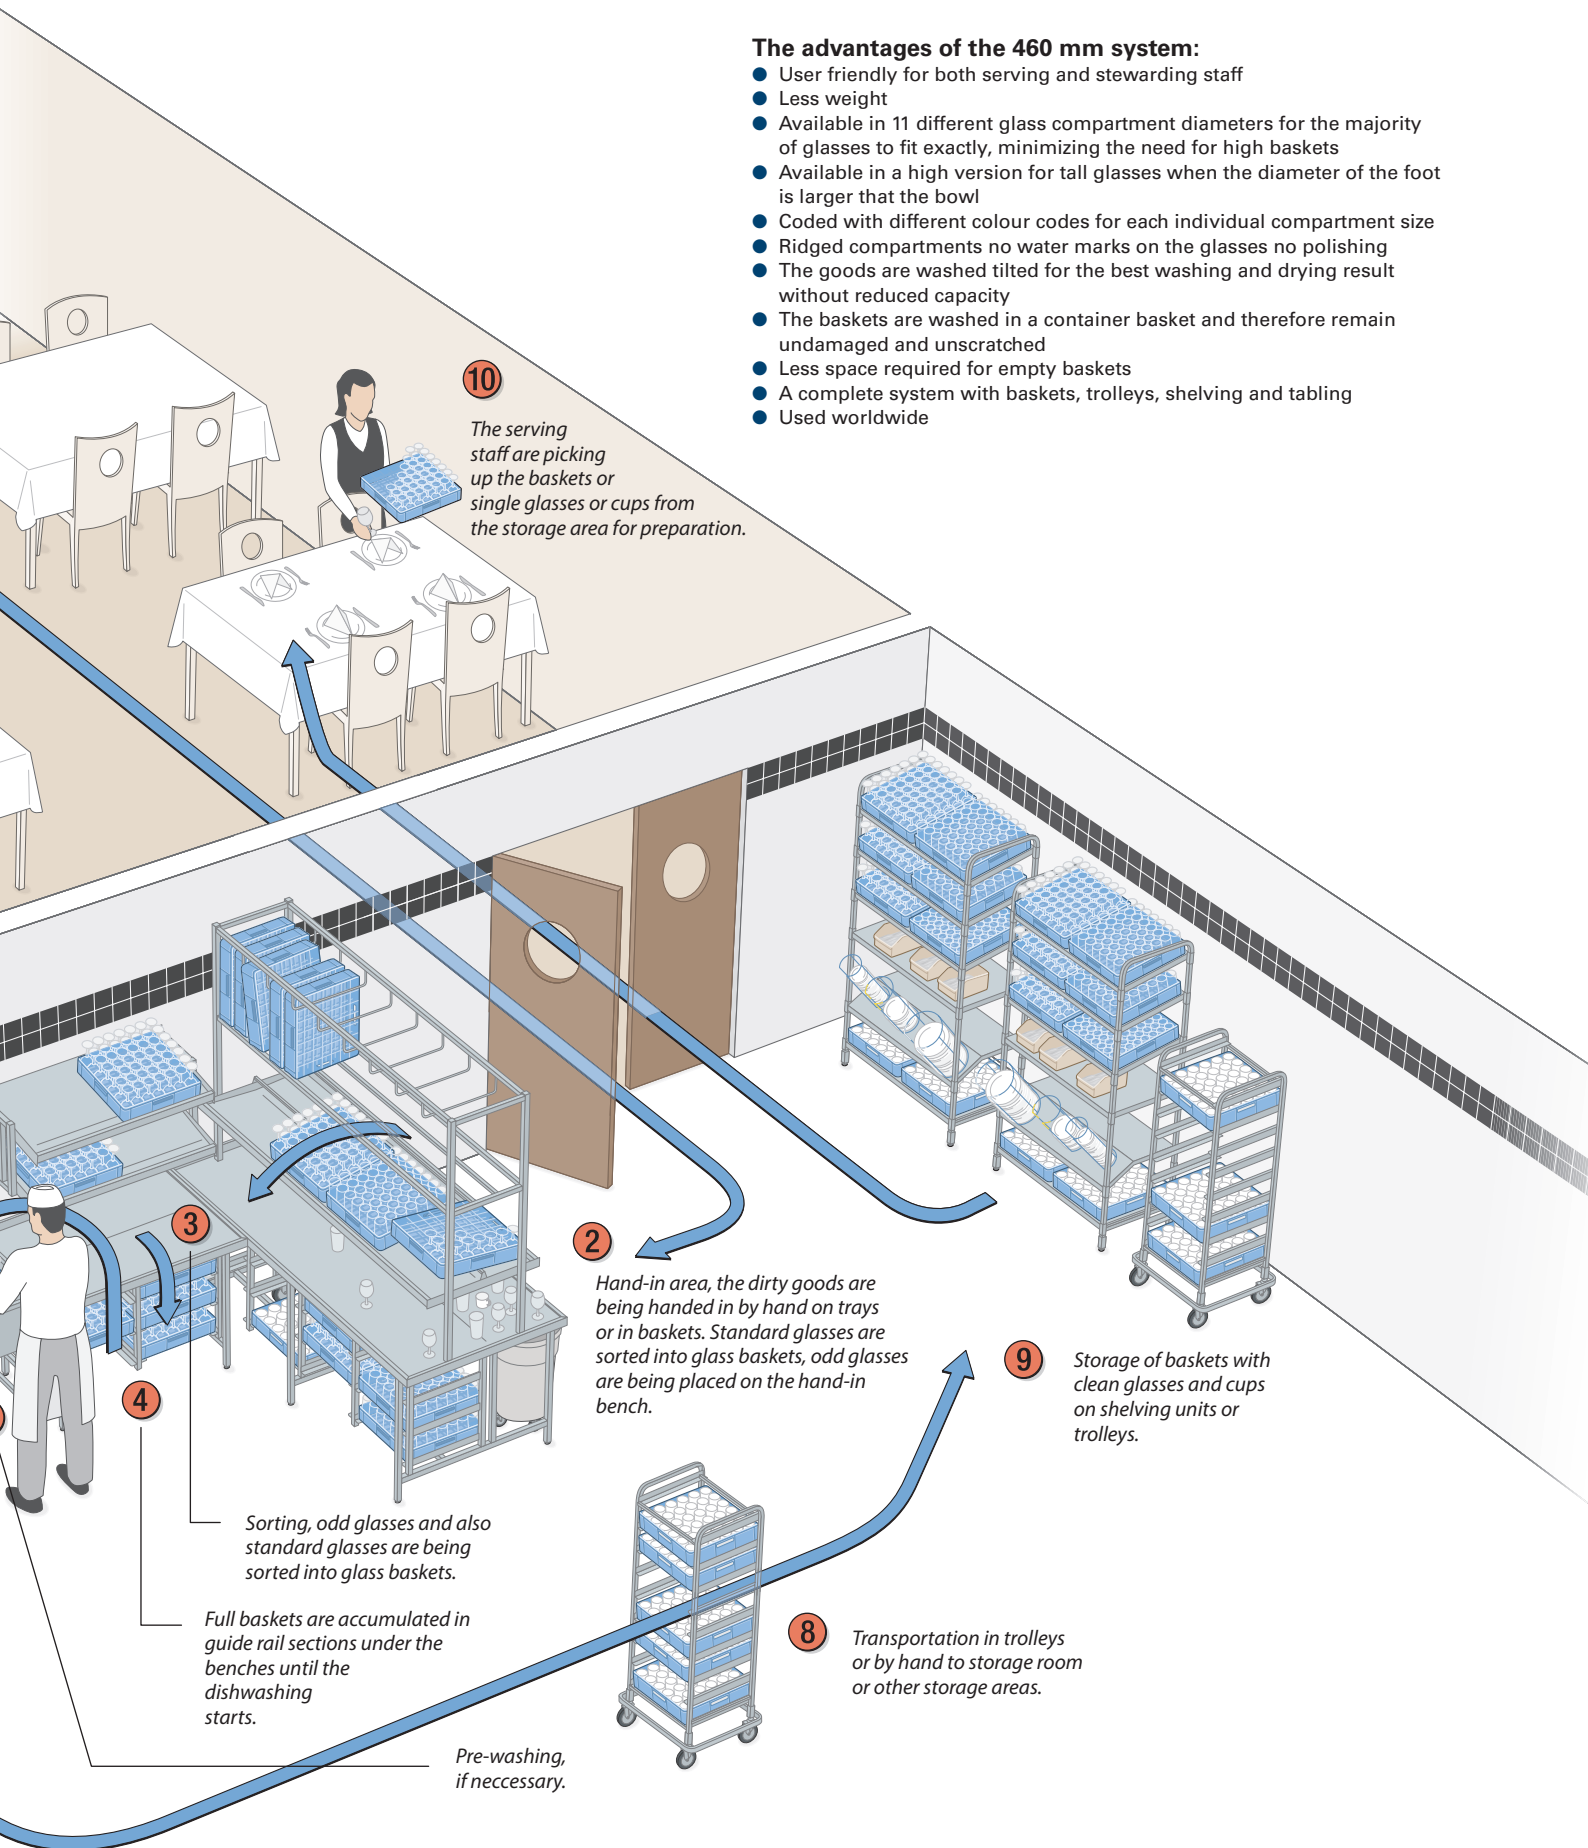 The advantages of the 460 mm system:
● User friendly for both serving and stewarding staff
● Less weight
● Available in 11 different glass compartment diameters for the majority
of glasses to fit exactly, minimizing the need for high baskets
● Available in a high version for tall glasses when the diameter of the foot
is larger that the bowl
● Coded with different colour codes for each individual compartment size
● Ridged compartments no water marks on the glasses no polishing
● The goods are washed tilted for the best washing and drying result
without reduced capacity
● The baskets are washed in a container basket and therefore remain
undamaged and unscratched
● Less space required for empty baskets
● A complete system with baskets, trolleys, shelving and tabling
● Used worldwide
10
The serving
staff are picking
up the baskets or
single glasses or cups from
the storage area for preparation.
3
2
Hand-in area, the dirty goods are
being handed in by hand on trays
or in baskets. Standard glasses are
sorted into glass baskets, odd glasses
are being placed on the hand-in
bench.
9
Storage of baskets with
clean glasses and cups
on shelving units or
trolleys.
4
Sorting, odd glasses and also
standard glasses are being
sorted into glass baskets.
Full baskets are accumulated in
guide rail sections under the
benches until the
dishwashing
starts.
8
Transportation in trolleys
or by hand to storage room
or other storage areas.
Pre-washing,
if neccessary.